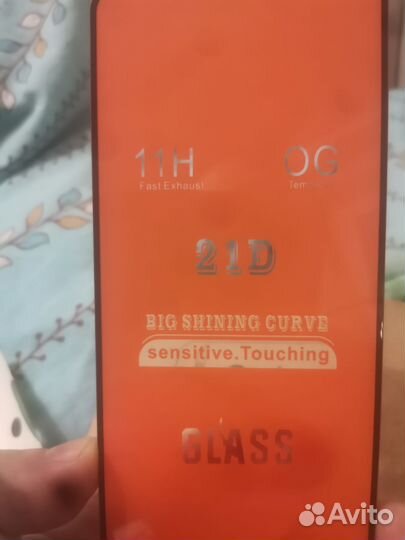 11H OG
Fast Exhaust
21D
BIG SHINING CURVE
sensitive.Touching
GLASS
Avito